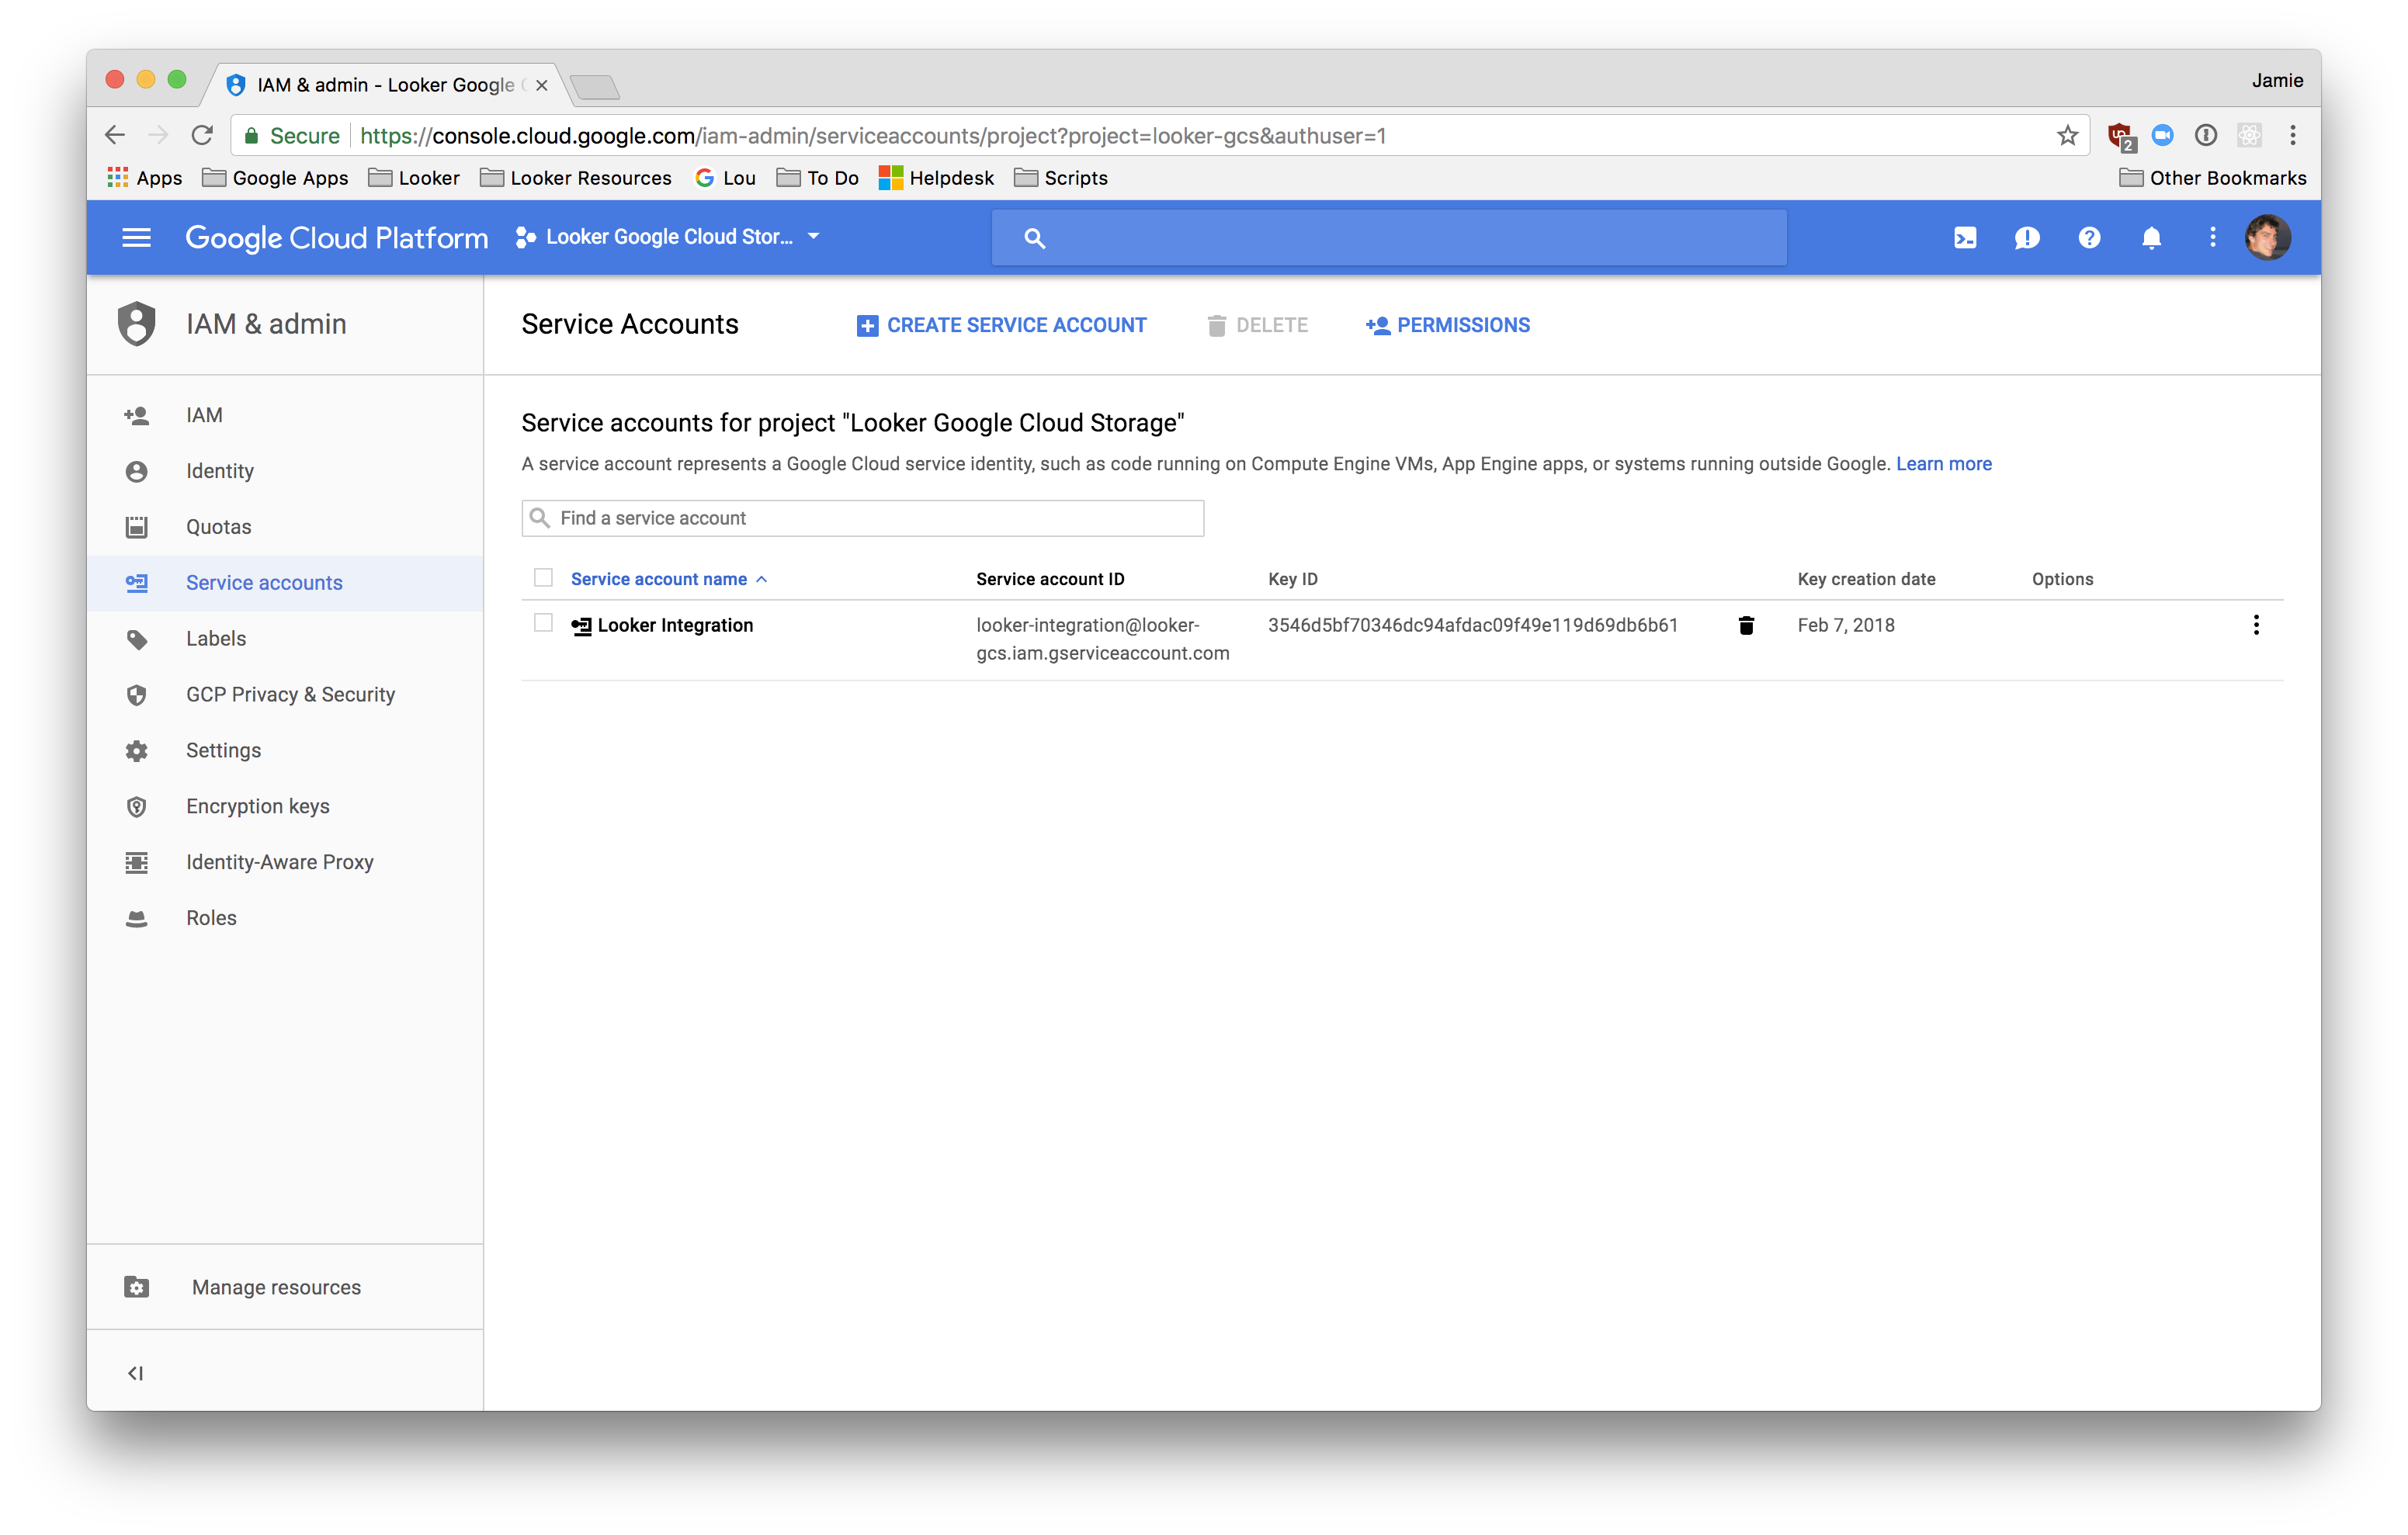 IAM & admin - Looker Google
Jamie
Secure https://console.cloud.google.com/iam-admin/serviceaccounts/project?project=looker-gcs&authuser=1
2
Apps Google Apps Looker Looker Resources Lou To Do Helpdesk Scripts Other Bookmarks
Google Cloud Platform Looker Google Cloud Stor...
IAM & admin
Service Accounts CREATE SERVICE ACCOUNT DELETE PERMISSIONS
IAM
Identity
Quotas
Service accounts
Labels
GCP Privacy & Security
Settings
Encryption keys
Identity-Aware Proxy
Roles
Manage resources
Service accounts for project "Looker Google Cloud Storage"
A service account represents a Google Cloud service identity, such as code running on Compute Engine VMs, App Engine apps, or systems running outside Google. Learn more
Find a service account
Service account name Service account ID Key ID Key creation date Options
Looker Integration looker-integration@looker- 3546d5bf70346dc94afdac09f49e119d69db6b61 Feb 7, 2018
gcs.iam.gserviceaccount.com